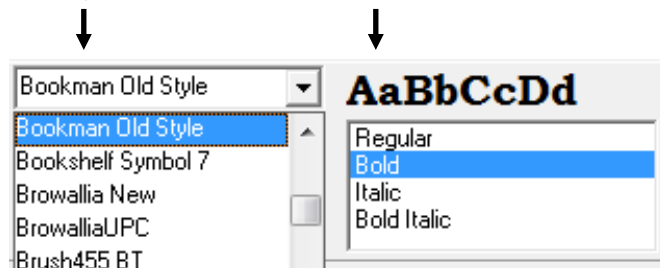 Bookman Old Style
AaBbCcDd
Bookman Old Style
Bookshelf Symbol 7
Browallia New
BrowalliaUPC
Brush455 BT
Regular
Bold
Italic
Bold Italic